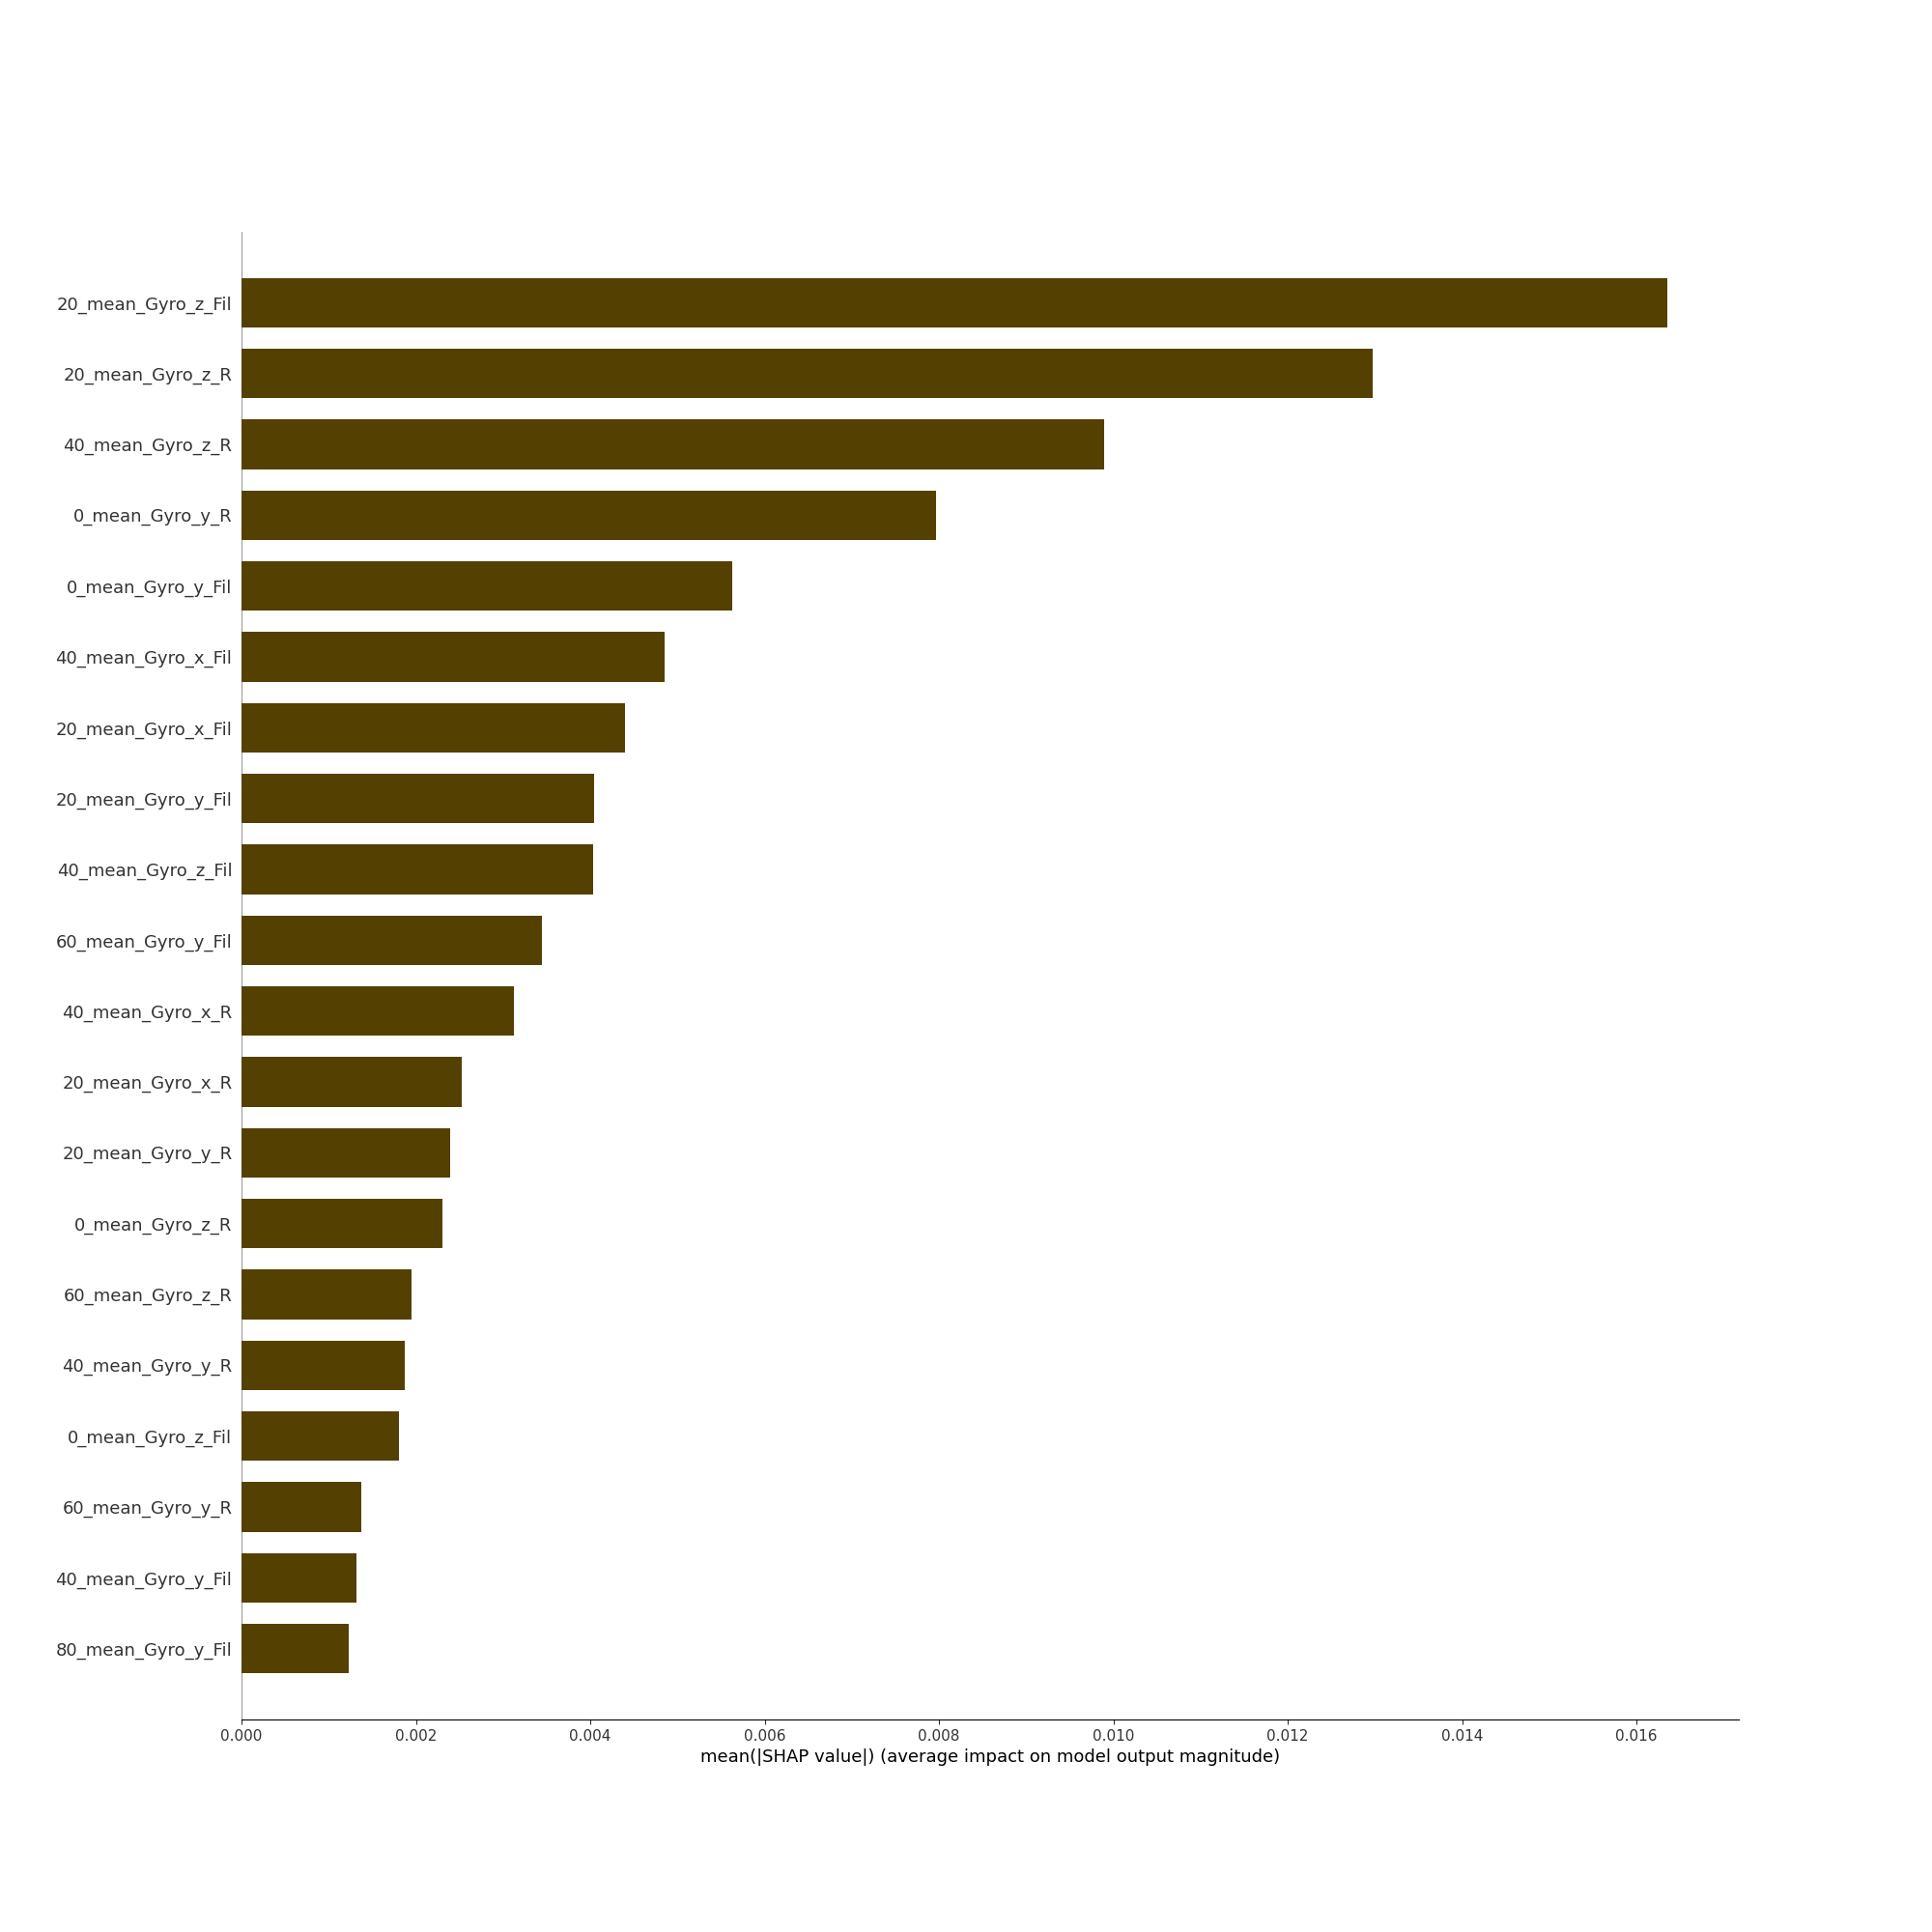 20_mean_Gyro_z_Fil
20_mean_Gyro_z_R
40_mean_Gyro_z_R
0_mean_Gyro_y_R
0_mean_Gyro_y_Fil
40_mean_Gyro_x_Fil
20_mean_Gyro_x_Fil
20_mean_Gyro_y_Fil
40_mean_Gyro_z_Fil
60_mean_Gyro_y_Fil
40_mean_Gyro_x_R
20_mean_Gyro_x_R
20_mean_Gyro_y_R
0_mean_Gyro_z_R
60_mean_Gyro_z_R
40_mean_Gyro_y_R
0_mean_Gyro_z_Fil
60_mean_Gyro_y_R
40_mean_Gyro_y_Fil
80_mean_Gyro_y_Fil
0.000 0.002 0.004 0.006 0.008 0.010 0.012 0.014 0.016
mean(|SHAP value|) (average impact on model output magnitude)